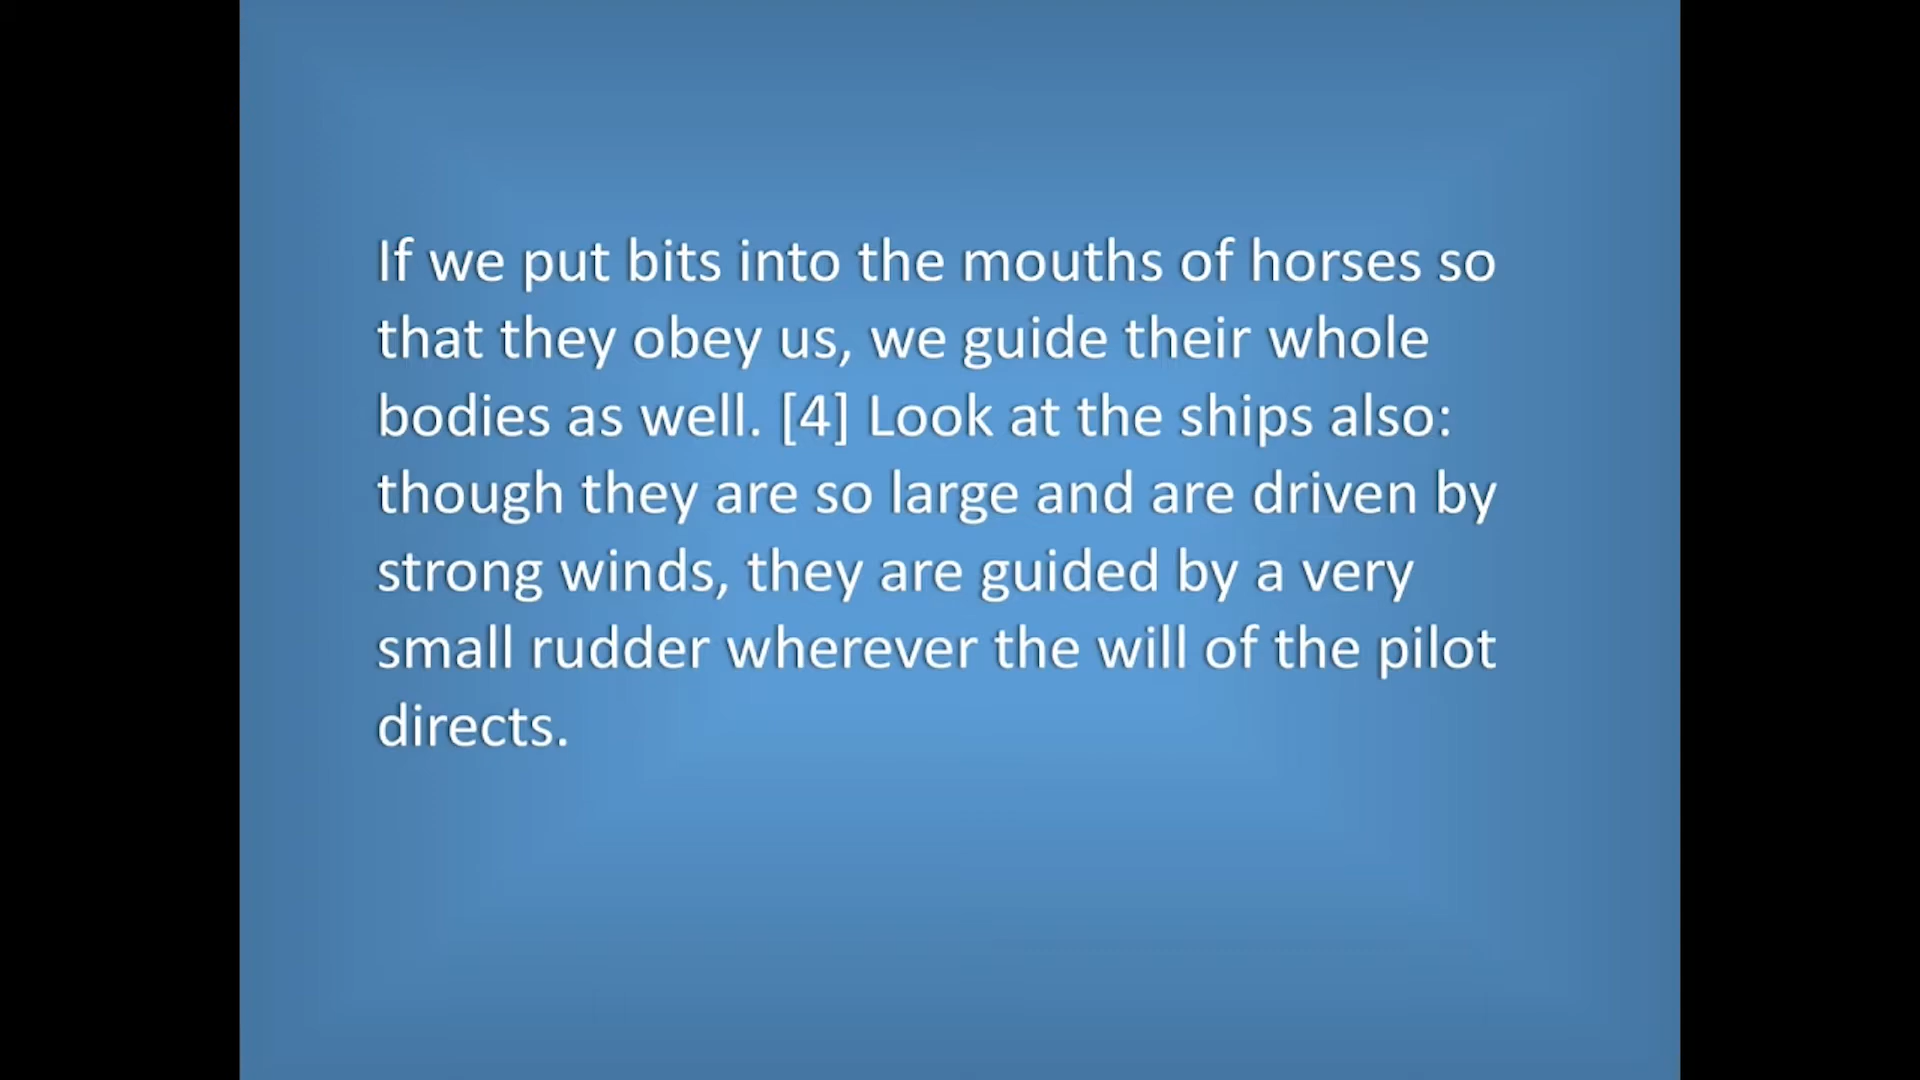 If we put bits into the mouths of horses so
that they obey us, we guide their whole
bodies as well. [4] Look at the ships also:
though they are so large and are driven by
strong winds, they are guided by a very
small rudder wherever the will of the pilot
directs.